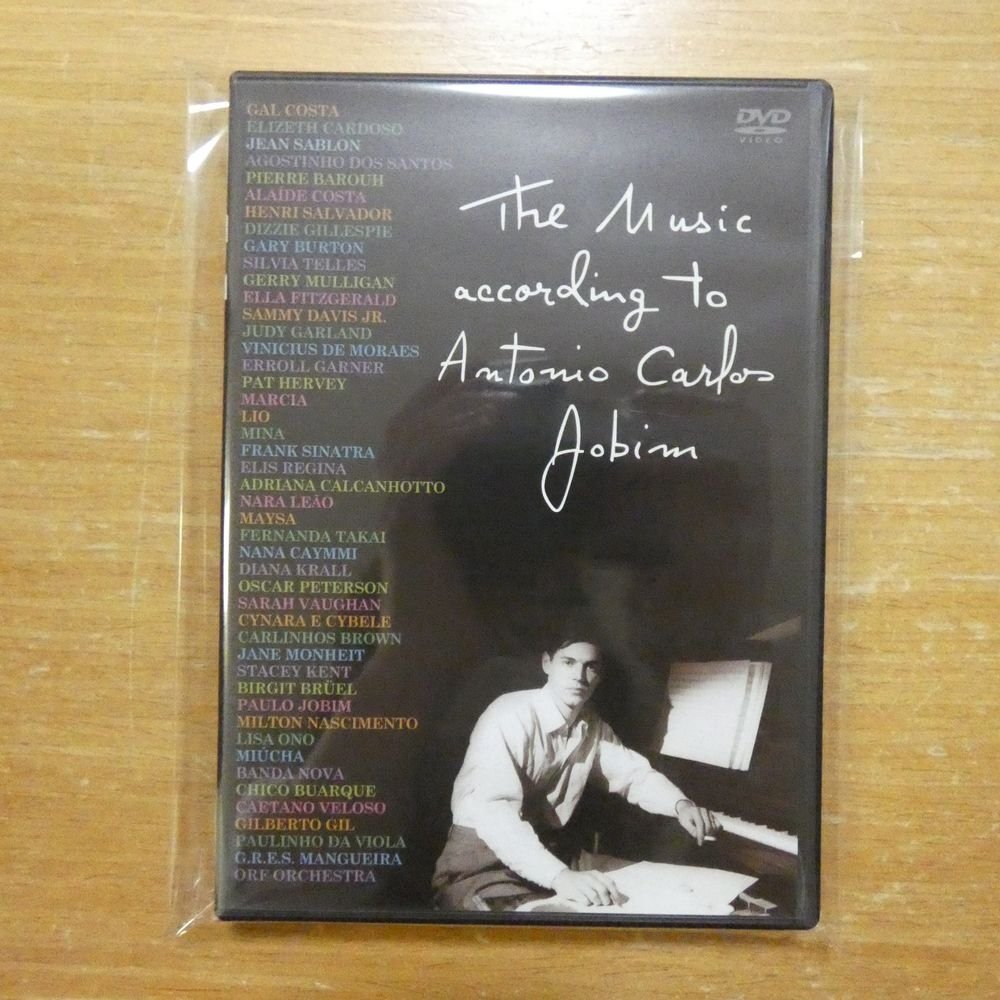 GAL COSTA
ELIZETH CARDOSO
JEAN SABLON
AGOSTINHO DOS SANTOS
PIERRE BAROUH
ALAÍDE COSTA
HENRI SALVADOR
DIZZIE GILLESPIE
GARY BURTON
SILVIA TELLES
GERRY MULLIGAN
ELLA FITZGERALD
SAMMY DAVIS JR.
JUDY GARLAND
VINICIUS DE MORAES
ERROLL GARNER
PAT HERVEY
MARCIA
LIO
MINA
FRANK SINATRA
ELIS REGINA
ADRIANA CALCANHOTTO
NARA LEÃO
MAYSA
FERNANDA TAKAI
NANA CAYMMI
DIANA KRALL
OSCAR PETERSON
SARAH VAUGHAN
CYNARA E CYBELE
CARLINHOS BROWN
JANE MONHEIT
STACEY KENT
BIRGIT BRÜEL
PAULO JOBIM
MILTON NASCIMENTO
LISA ONO
MIÚCHA
BANDA NOVA
CHICO BUARQUE
CAETANO VELOSO
GILBERTO GIL
PAULINHO DA VIOLA
G.R.E.S. MANGUEIRA
ORF ORCHESTRA
DVD
VIDEO
The Music
according to
Antonio Carlos
Jobim